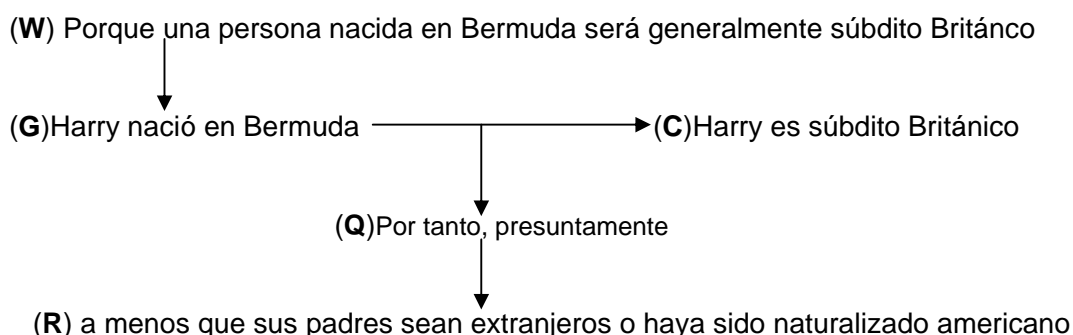 (W) Porque una persona nacida en Bermuda será generalmente súbdito Británco
(G)Harry nació en Bermuda (C)Harry es súbdito Británico
(Q)Por tanto, presuntamente
(R) a menos que sus padres sean extranjeros o haya sido naturalizado americano